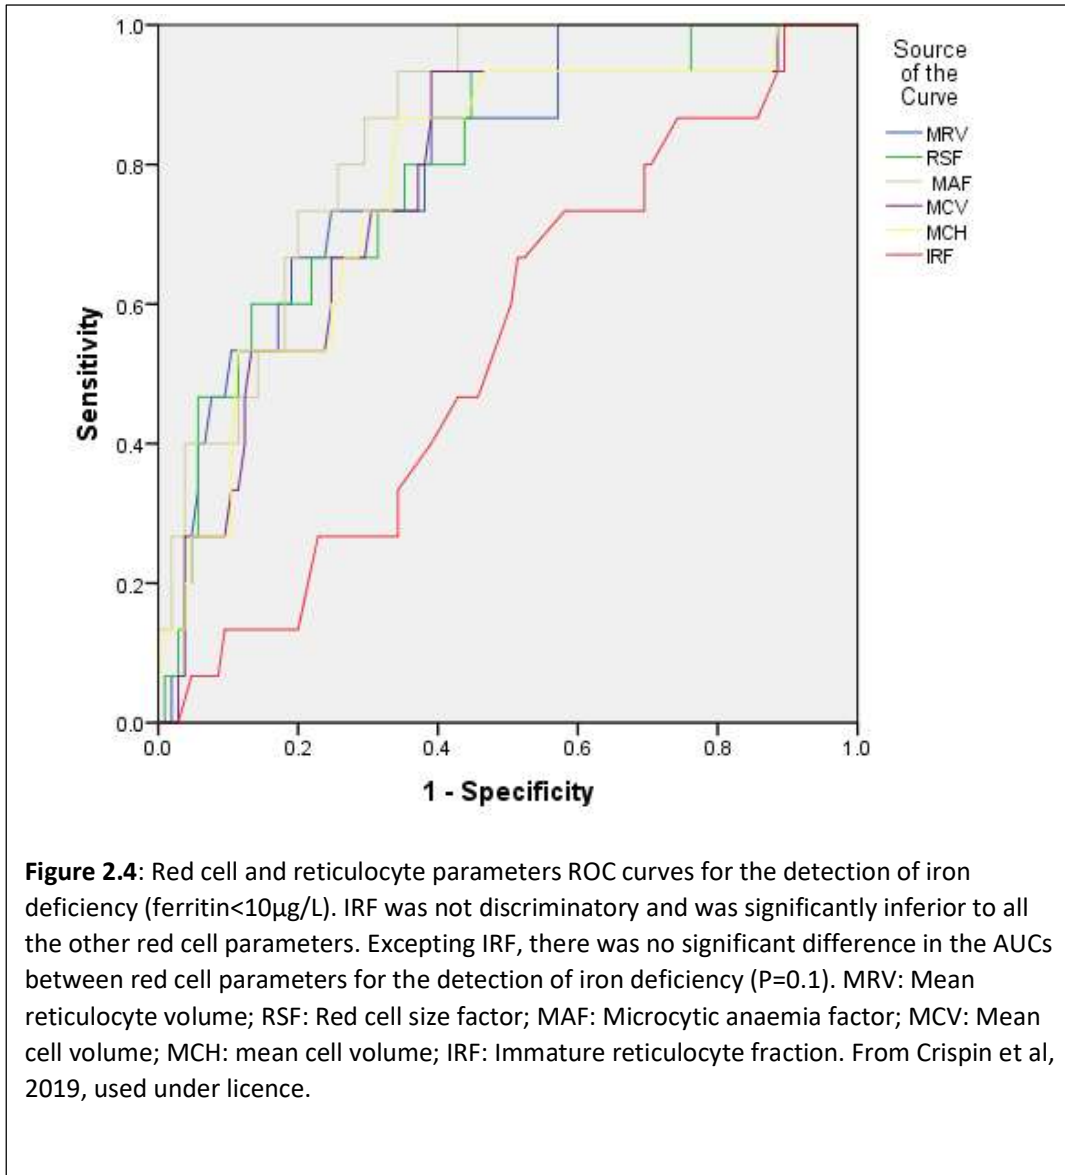 1.0
0.8
0.6
0.4
0.2
0.0
Sensitivity
0.0 0.2 0.4 0.6 0.8 1.0
1 - Specificity
Source
of the
Curve
MRV
RSF
MAF
MCV
MCH
IRF
Figure 2.4: Red cell and reticulocyte parameters ROC curves for the detection of iron
deficiency (ferritin<10µg/L). IRF was not discriminatory and was significantly inferior to all
the other red cell parameters. Excepting IRF, there was no significant difference in the AUCs
between red cell parameters for the detection of iron deficiency (P=0.1). MRV: Mean
reticulocyte volume; RSF: Red cell size factor; MAF: Microcytic anaemia factor; MCV: Mean
cell volume; MCH: mean cell volume; IRF: Immature reticulocyte fraction. From Crispin et al,
2019, used under licence.